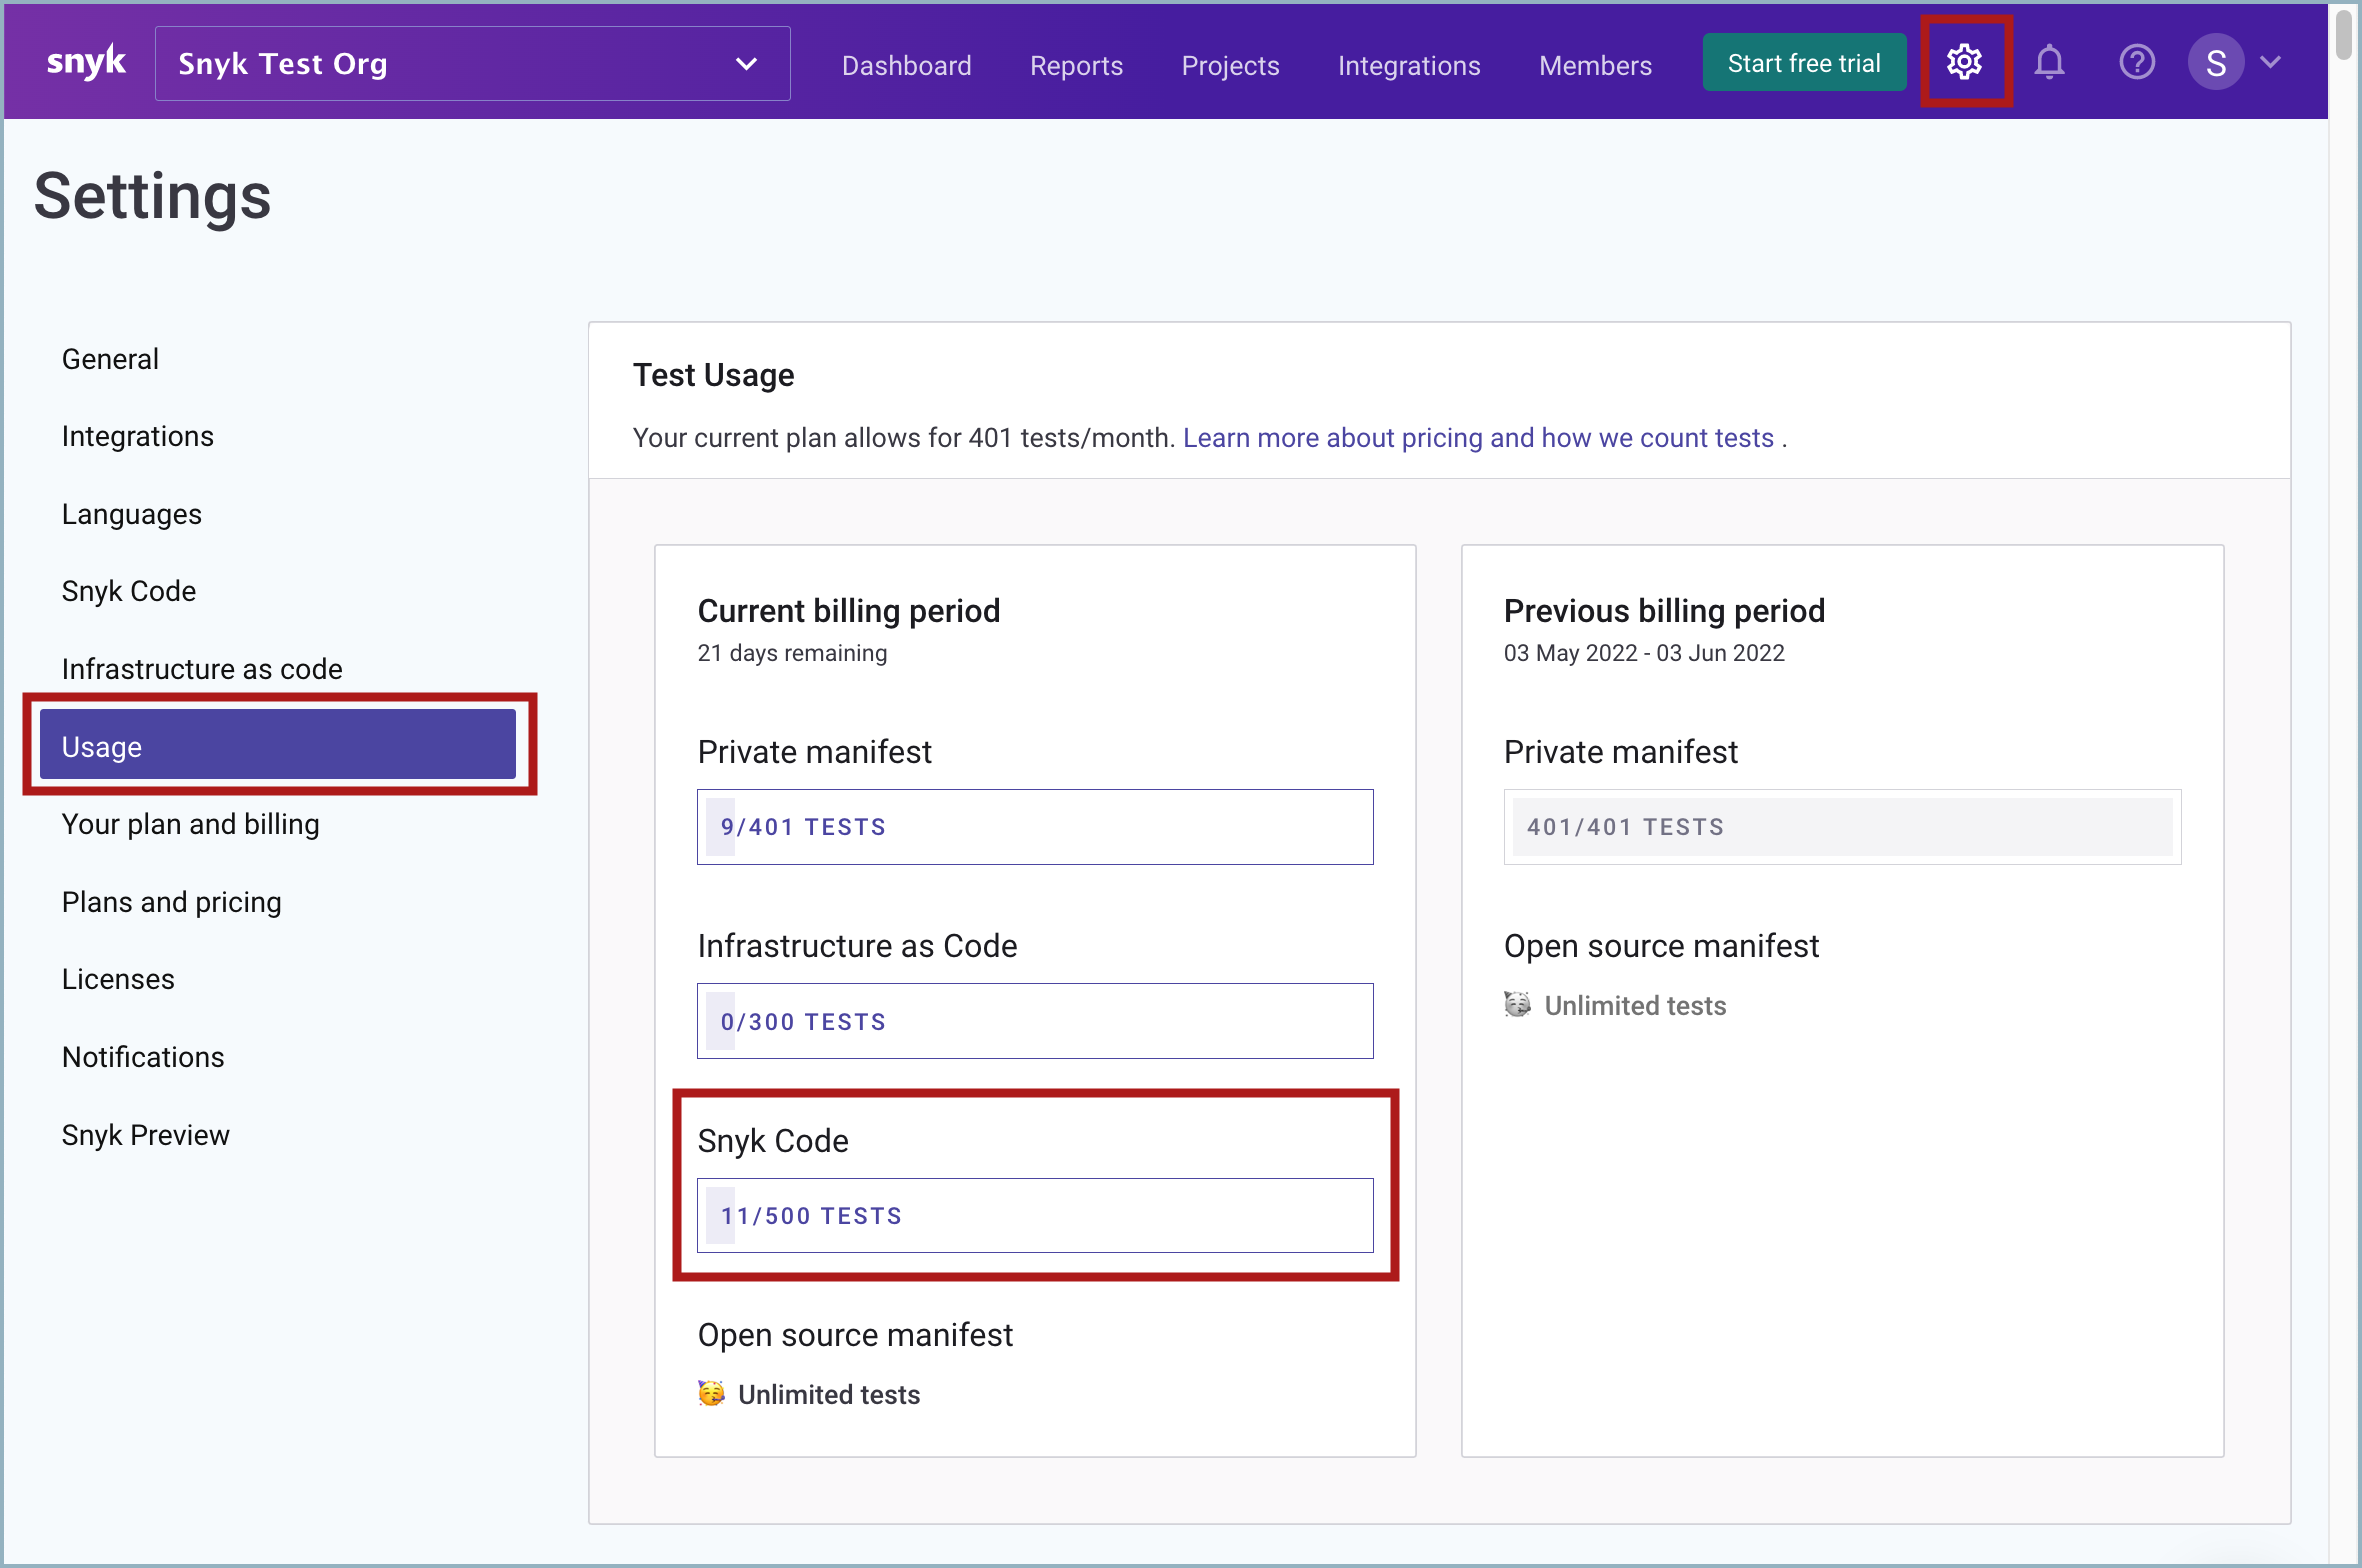 snyk
Snyk Test Org
Dashboard
Reports
Projects
Integrations
Members
Start free trial
S
Settings
General
Integrations
Languages
Snyk Code
Infrastructure as code
Usage
Your plan and billing
Plans and pricing
Licenses
Notifications
Snyk Preview
Test Usage
Your current plan allows for 401 tests/month. Learn more about pricing and how we count tests .
Current billing period
21 days remaining
Private manifest
9/401 TESTS
Infrastructure as Code
0/300 TESTS
Snyk Code
11/500 TESTS
Open source manifest
Unlimited tests
Previous billing period
03 May 2022 - 03 Jun 2022
Private manifest
401/401 TESTS
Open source manifest
Unlimited tests